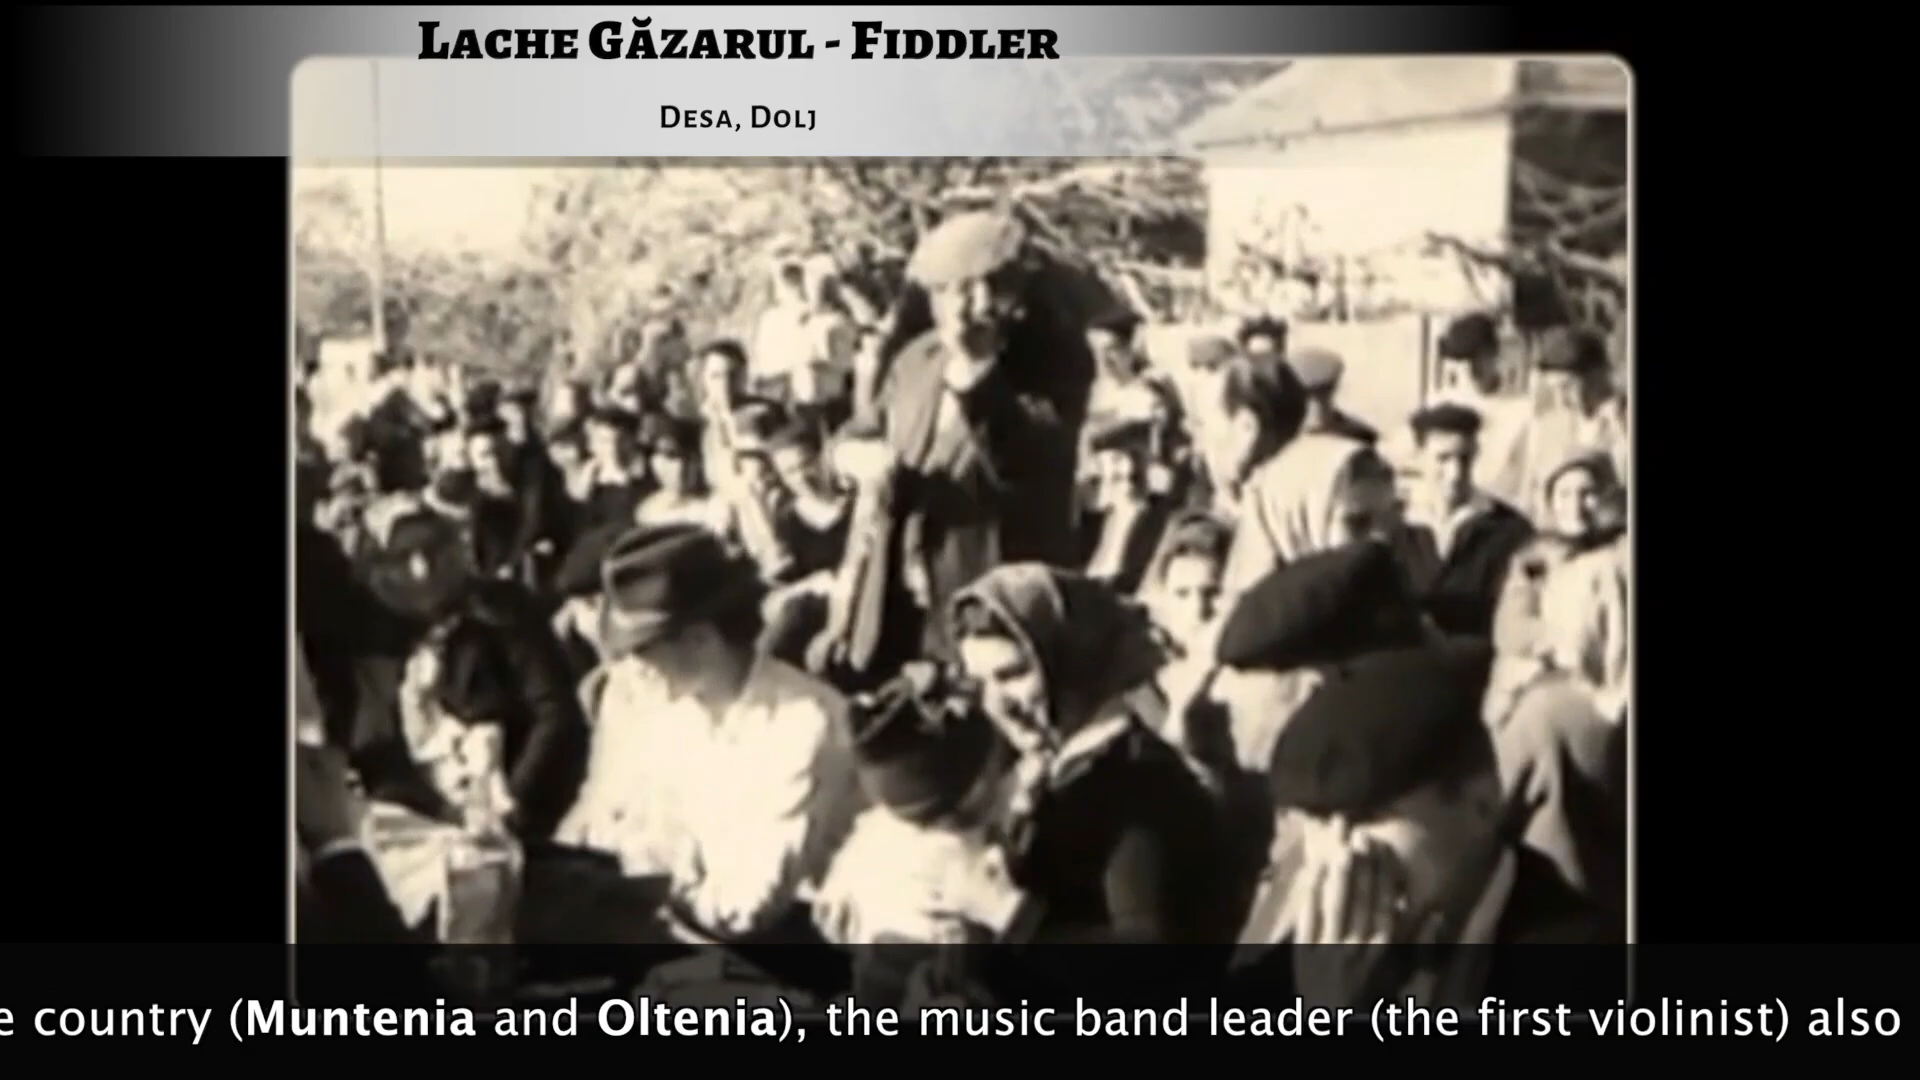 Lache Găzarul - Fiddler
Desa, Dolj
e country (Muntenia and Oltenia), the music band leader (the first violinist) also